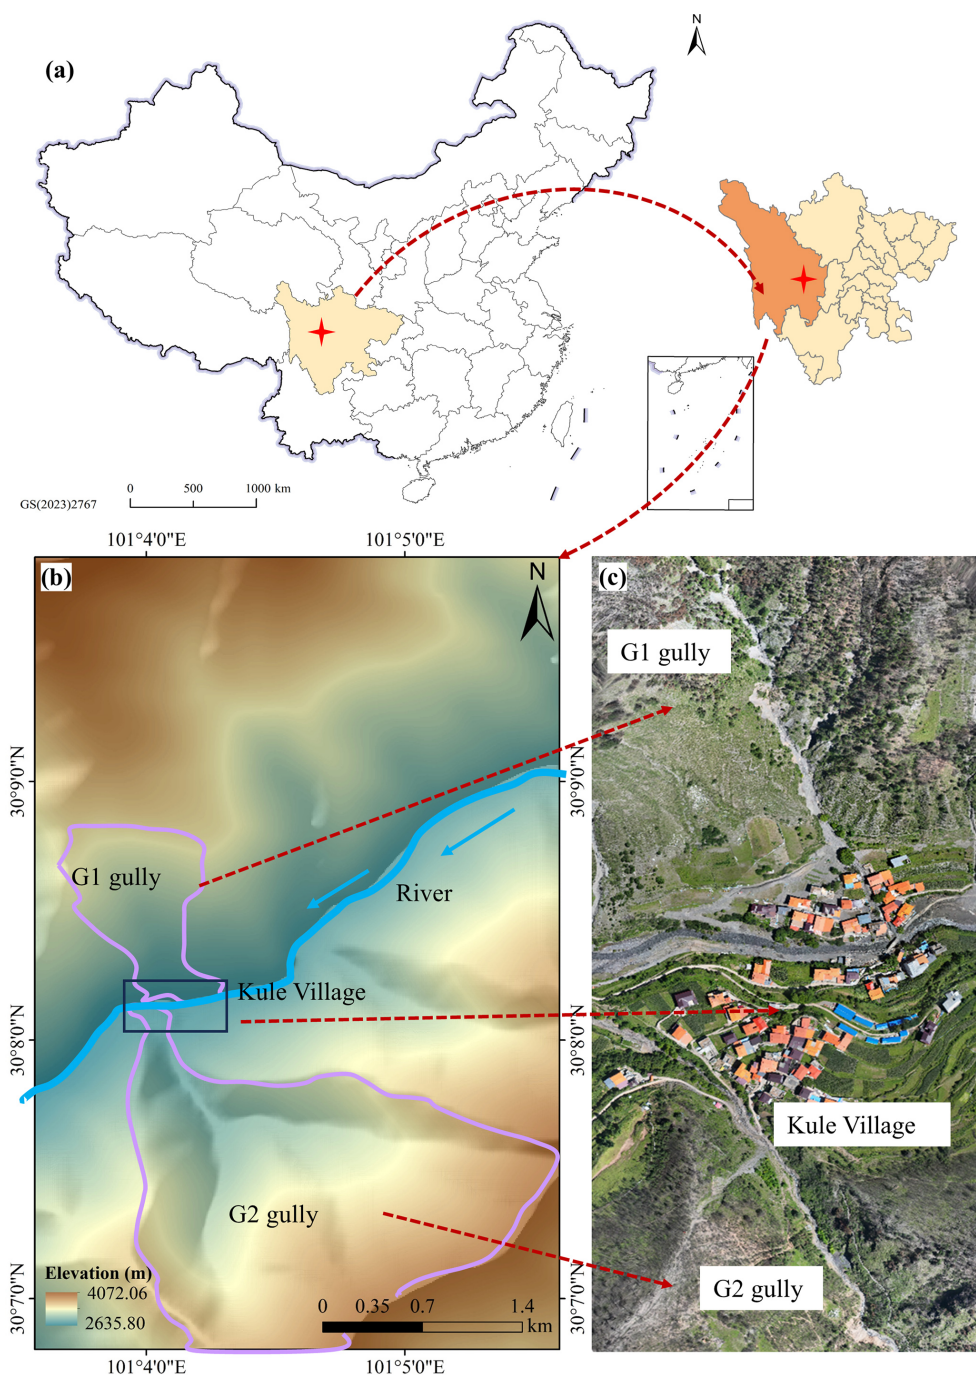 N
(a)
0 500 1000 km
GS(2023)2767
101°4'0"E 101°5'0"E
(b)
N
(c)
G1 gully
30°9'0"N
30°9'0"N
G1 gully
River
Kule Village
30°8'0"N
30°8'0"N
Kule Village
G2 gully
G2 gully
Elevation (m)
4072.06
2635.80
0 0.35 0.7 1.4
km
30°7'0"N
30°7'0"N
101°4'0"E 101°5'0"E